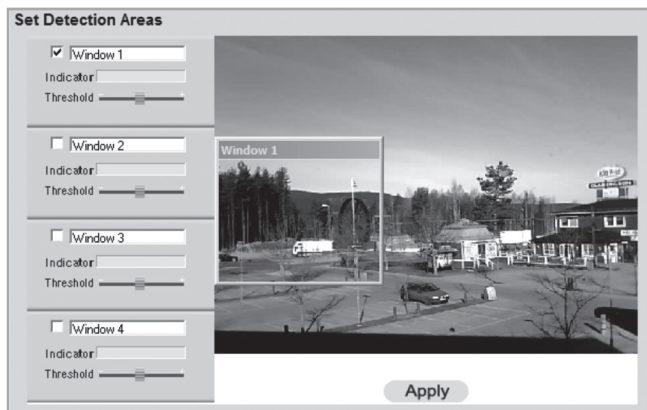 Set Detection Areas
Window 1
Indicator
Threshold
Window 2
Indicator
Threshold
Window 3
Indicator
Threshold
Window 4
Indicator
Threshold
Window 1
Apply